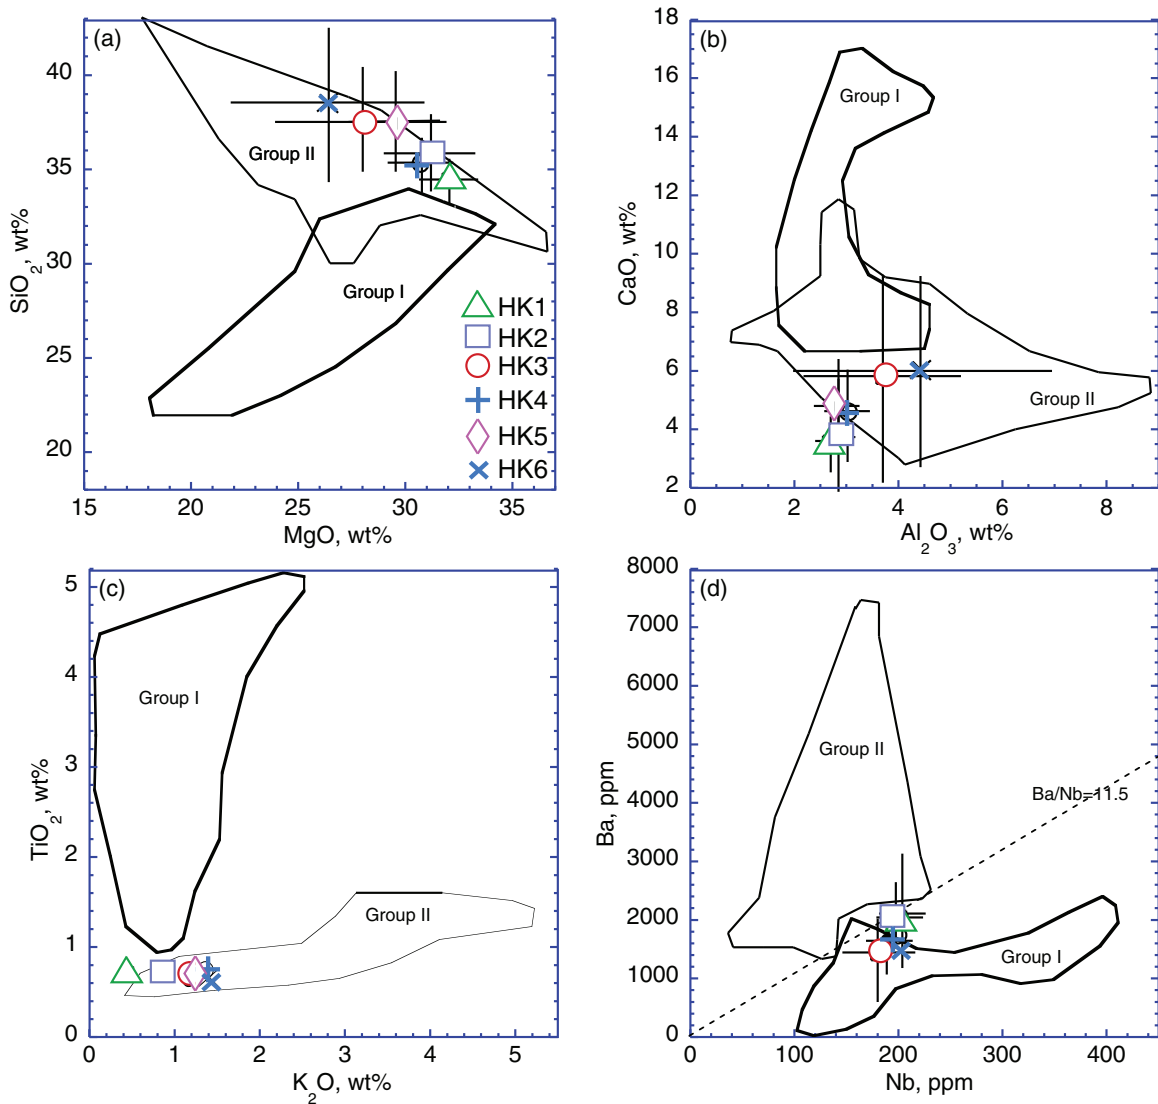 (a)
40
35
30
25
20
15
20
25
30
35
SiO2, wt%
MgO, wt%
Group II
Group I
HK1
HK2
HK3
HK4
HK5
HK6
(b)
18
16
14
12
10
8
6
4
2
0
2
4
6
8
CaO, wt%
Al2O3, wt%
Group I
Group II
(c)
5
4
3
2
1
0
0
1
2
3
4
5
TiO2, wt%
K2O, wt%
Group I
Group II
(d)
8000
7000
6000
5000
4000
3000
2000
1000
0
0
100
200
300
400
Ba, ppm
Nb, ppm
Group II
Ba/Nb=11.5
Group I